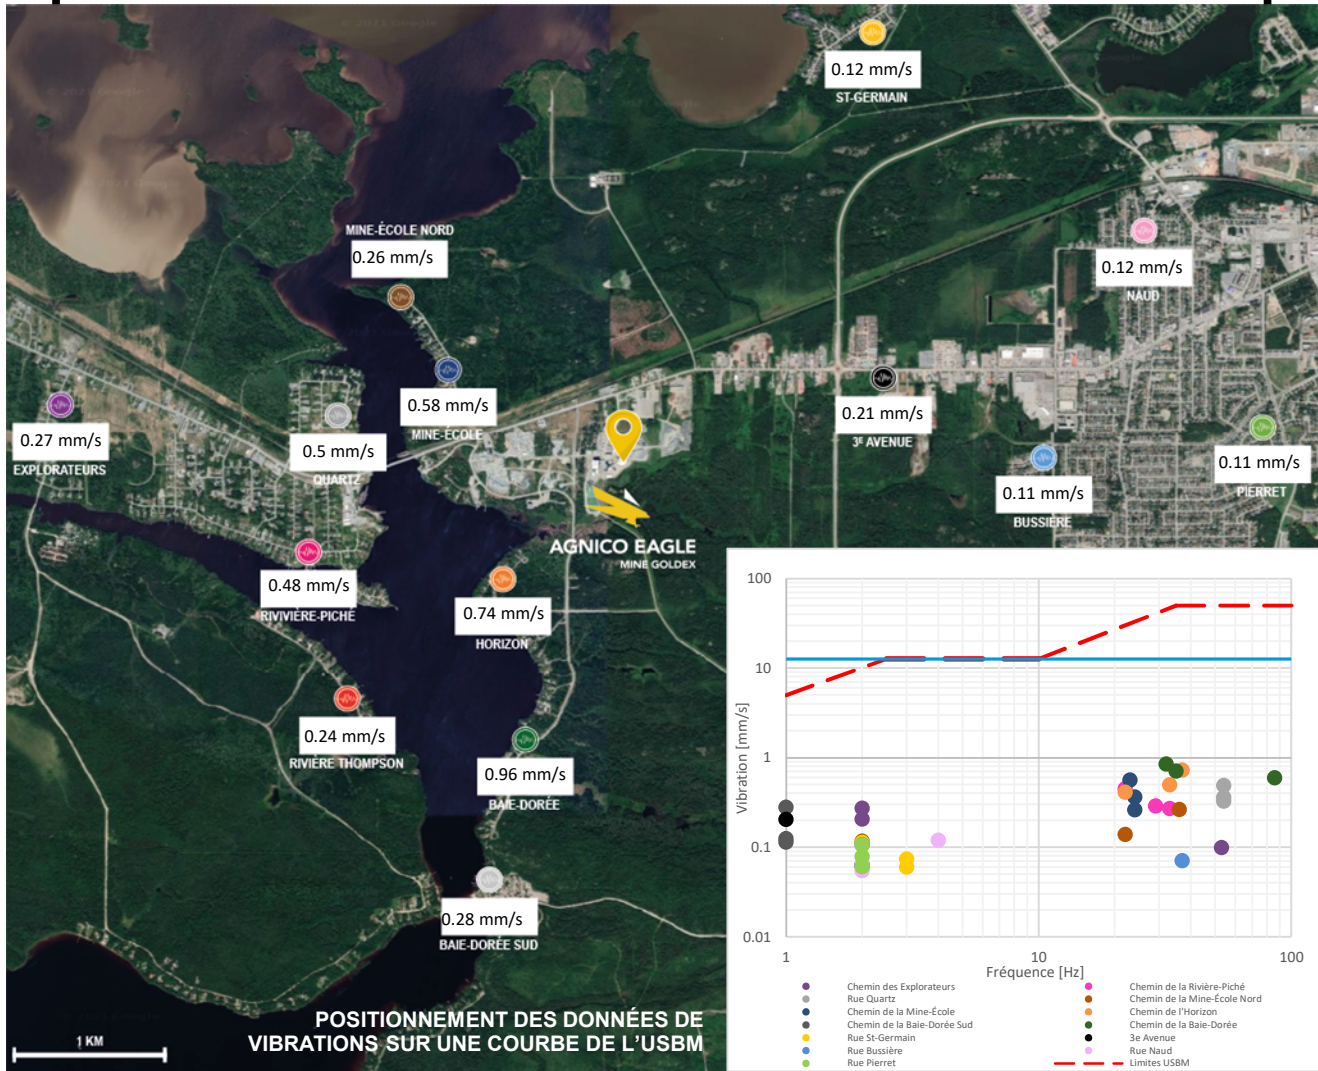 0.12 mm/s
ST-GERMAIN
MINE-ÉCOLE NORD
0.26 mm/s
0.12 mm/s
NAUD
0.58 mm/s
MINE-ÉCOLE
0.27 mm/s
EXPLORATEURS
0.5 mm/s
QUARTZ
0.21 mm/s
3E AVENUE
0.11 mm/s
PIERRET
0.11 mm/s
BUSSIÈRE
AGNICO EAGLE
MINE GOLDEX
0.48 mm/s
RIVIVIÈRE-PICHÉ
0.74 mm/s
HORIZON
0.24 mm/s
RIVIÈRE THOMPSON
0.96 mm/s
BAIE-DORÉE
0.28 mm/s
BAIE-DORÉE SUD
POSITIONNEMENT DES DONNÉES DE
VIBRATIONS SUR UNE COURBE DE L'USBM
1 KM
Vibration [mm/s]
100
10
1
0.1
0.01
1 10 100
Fréquence [Hz]
Chemin des Explorateurs
Chemin de la Rivière-Piché
Rue Quartz
Chemin de la Mine-École Nord
Chemin de la Mine-École
Chemin de l'Horizon
Chemin de la Baie-Dorée Sud
Chemin de la Baie-Dorée
Rue St-Germain
3e Avenue
Rue Bussière
Rue Naud
Rue Pierret
Limites USBM